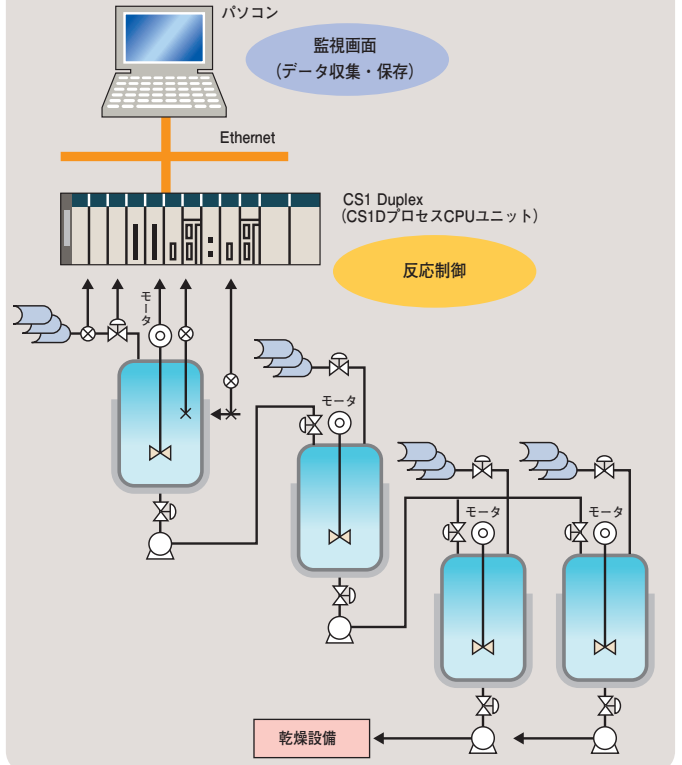 パソコン
監視画面
(データ収集・保存)
Ethernet
CS1 Duplex
(CS1DプロセスCPUユニット)
反応制御
モータ
モータ
モータ
モータ
乾燥設備